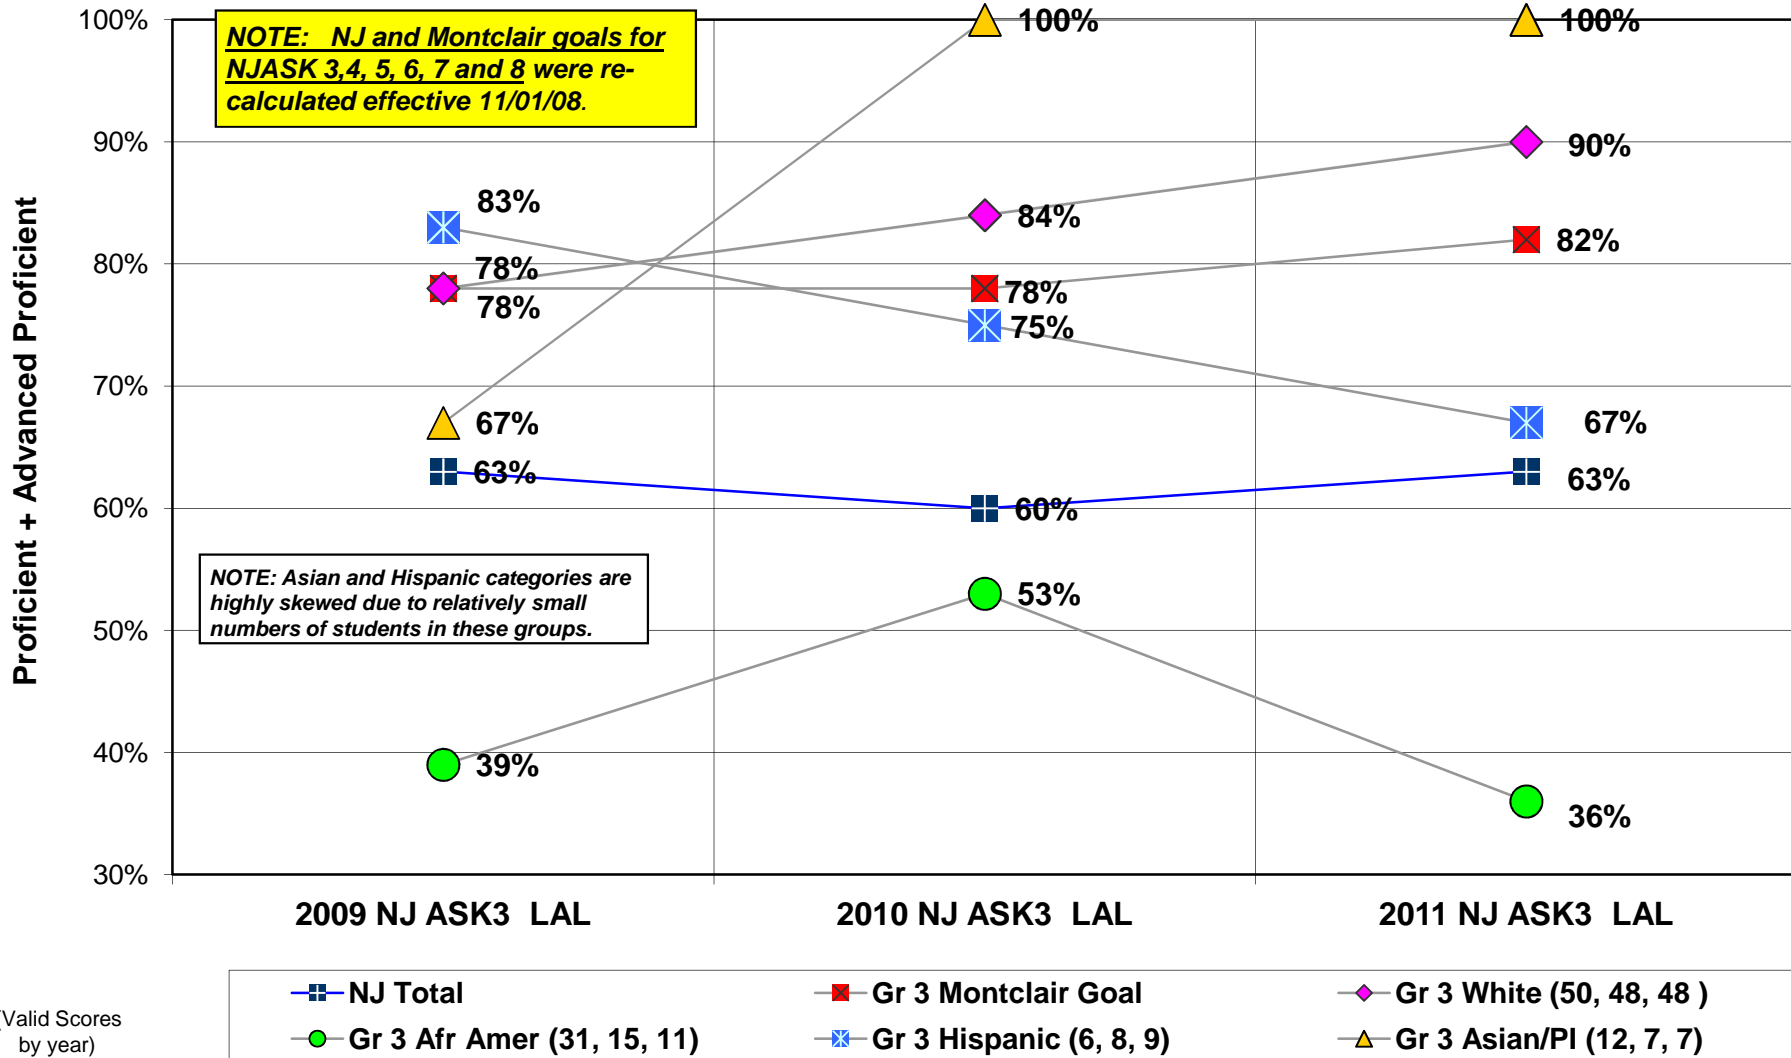 100%
90%
80%
70%
60%
50%
40%
30%
Proficient + Advanced Proficient
NOTE:   NJ and Montclair goals for
NJASK 3,4, 5, 6, 7 and 8 were re-
calculated effective 11/01/08.
100%
100%
90%
83%
84%
82%
78%
78%
78%
75%
67%
67%
63%
63%
60%
NOTE: Asian and Hispanic categories are
highly skewed due to relatively small
numbers of students in these groups.
53%
39%
36%
2009 NJ ASK3  LAL
2010 NJ ASK3  LAL
2011 NJ ASK3  LAL
(Valid Scores
by year)
NJ Total
Gr 3 Montclair Goal
Gr 3 White (50, 48, 48 )
Gr 3 Afr Amer (31, 15, 11)
Gr 3 Hispanic (6, 8, 9)
Gr 3 Asian/PI (12, 7, 7)